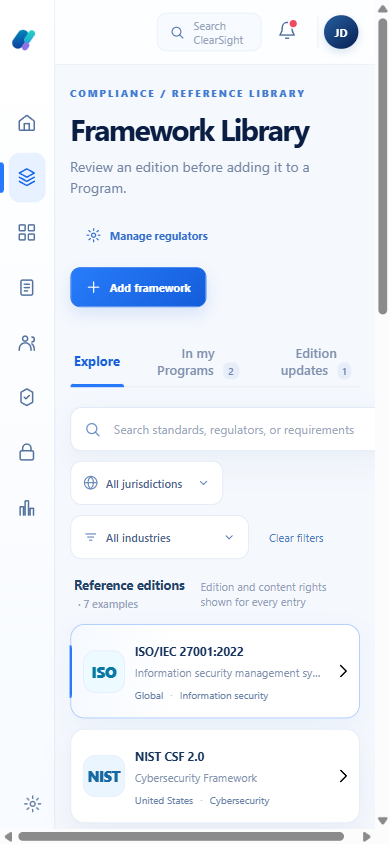 Search
ClearSight
JD
COMPLIANCE / REFERENCE LIBRARY
Framework Library
Review an edition before adding it to a
Program.
Manage regulators
Add framework
Explore
In my
Programs 2
Edition
updates 1
Search standards, regulators, or requirements
All jurisdictions
All industries
Clear filters
Reference editions
· 7 examples
Edition and content rights
shown for every entry
ISO
ISO/IEC 27001:2022
Information security management sy...
Global · Information security
NIST
NIST CSF 2.0
Cybersecurity Framework
United States · Cybersecurity